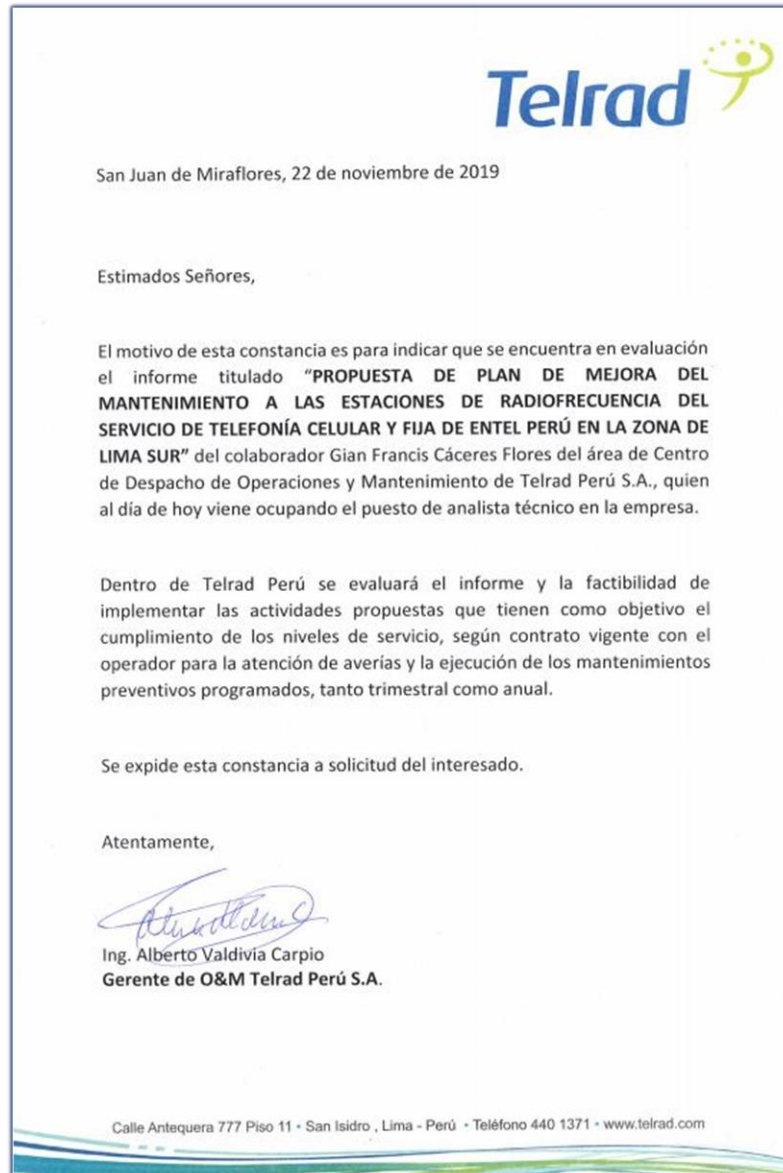 Telrad
San Juan de Miraflores, 22 de noviembre de 2019
Estimados Señores,
El motivo de esta constancia es para indicar que se encuentra en evaluación
el informe titulado "PROPUESTA DE PLAN DE MEJORA DEL
MANTENIMIENTO A LAS ESTACIONES DE RADIOFRECUENCIA DEL
SERVICIO DE TELEFONÍA CELULAR Y FIJA DE ENTEL PERÚ EN LA ZONA DE
LIMA SUR" del colaborador Gian Francis Cáceres Flores del área de Centro
de Despacho de Operaciones y Mantenimiento de Telrad Perú S.A., quien
al día de hoy viene ocupando el puesto de analista técnico en la empresa.
Dentro de Telrad Perú se evaluará el informe y la factibilidad de
implementar las actividades propuestas que tienen como objetivo el
cumplimiento de los niveles de servicio, según contrato vigente con el
operador para la atención de averías y la ejecución de los mantenimientos
preventivos programados, tanto trimestral como anual.
Se expide esta constancia a solicitud del interesado.
Atentamente,
Ing. Alberto Valdivia Carpio
Gerente de O&M Telrad Perú S.A.
Calle Antequera 777 Piso 11 • San Isidro , Lima - Perú • Teléfono 440 1371 • www.telrad.com